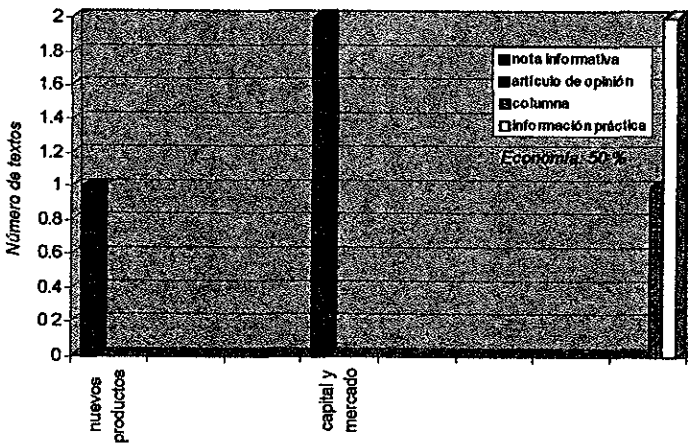 2
1.8
1.6
1.4
1.2
1
0.8
0.6
0.4
0.2
0
Número de textos
nota informativa
artículo de opinión
columna
información práctica
Economía: 50 %
nuevos
productos
capital y
mercado